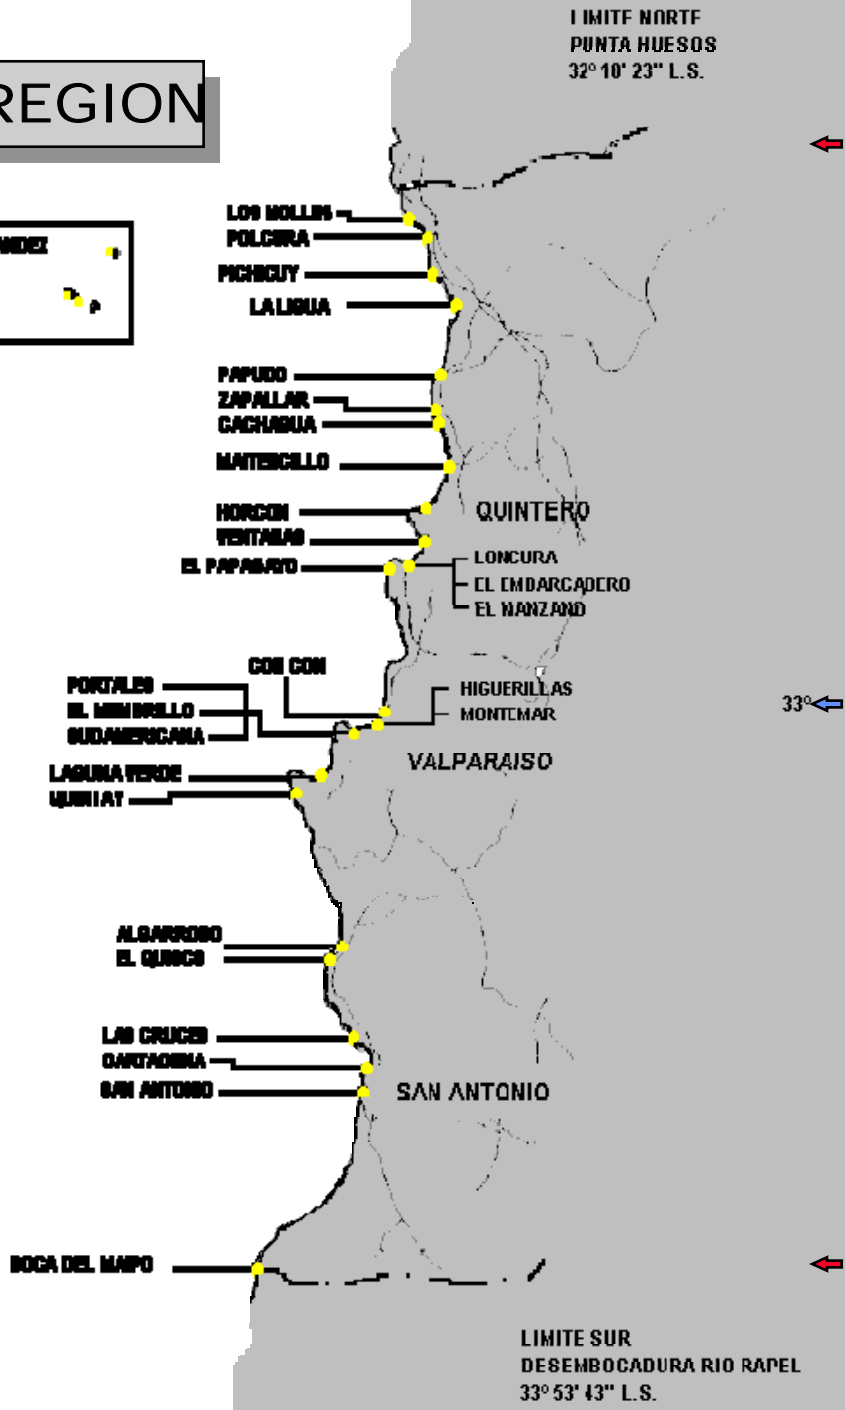 LIMITE NORTE
PUNTA HUESOS
32º 10' 23" L.S.
REGION
LOS MOLLES
POLCURA
PICHICUY
LA LIGUA
PAPUDO
ZAPALLAR
CACHAGUA
MAITENCILLO
HORCON
QUINTERO
VENTANAS
LONCURA
EL PAPAGAYO
EL EMBARCADERO
EL MANZANO
CON CON
PORTALES
HIGUERILLAS
33º
EL MEMBRILLO
MONTEMAR
SUDAMERICANA
VALPARAISO
LAGUNA VERDE
QUINTAY
ALGARROBO
EL QUISCO
LAS CRUCES
CARTAGENA
SAN ANTONIO
SAN ANTONIO
BOCA DEL MAIPO
LIMITE SUR
DESEMBOCADURA RIO RAPEL
33º 53' 43" L.S.